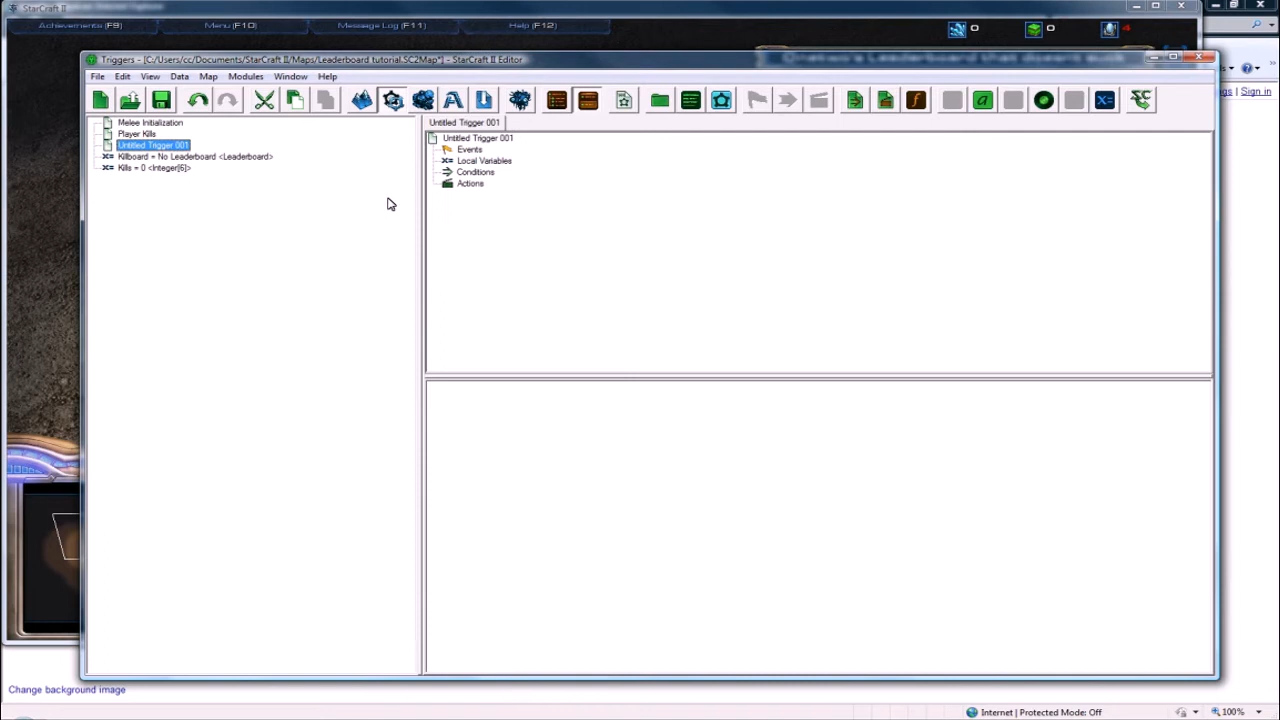 StarCraft II
Achievements (F9) Menu (F10) Message Log (F11) Help (F12) 0 0 4
Triggers - [C:/Users/cc/Documents/StarCraft II/Maps/Leaderboard tutorial.SC2Map*] - StarCraft II Editor
File Edit View Data Map Modules Window Help
Sign in
Melee Initialization
Player Kills
Untitled Trigger 001
Killboard = No Leaderboard <Leaderboard>
Kills = 0 <Integer[6]>
Untitled Trigger 001
Untitled Trigger 001
Events
Local Variables
Conditions
Actions
Change background image
Internet | Protected Mode: Off 100%